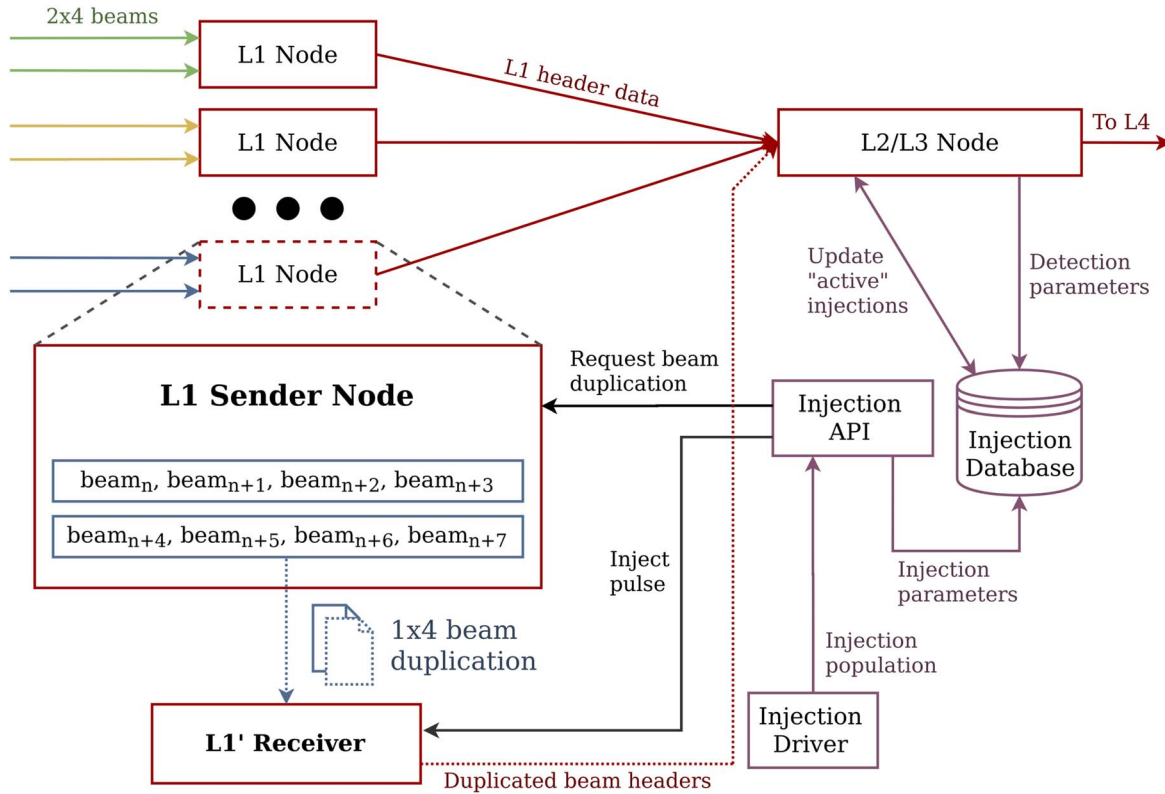 2x4 beams
L1 Node
L1 header data
L1 Node
L2/L3 Node
To L4
L1 Node
Update
"active"
injections
Detection
parameters
L1 Sender Node
Request beam
duplication
Injection
API
Injection
Database
beamₙ, beamₙ₊₁, beamₙ₊₂, beamₙ₊₃
beamₙ₊₄, beamₙ₊₅, beamₙ₊₆, beamₙ₊₇
Inject
pulse
Injection
parameters
1x4 beam
duplication
Injection
population
L1' Receiver
Injection
Driver
Duplicated beam headers